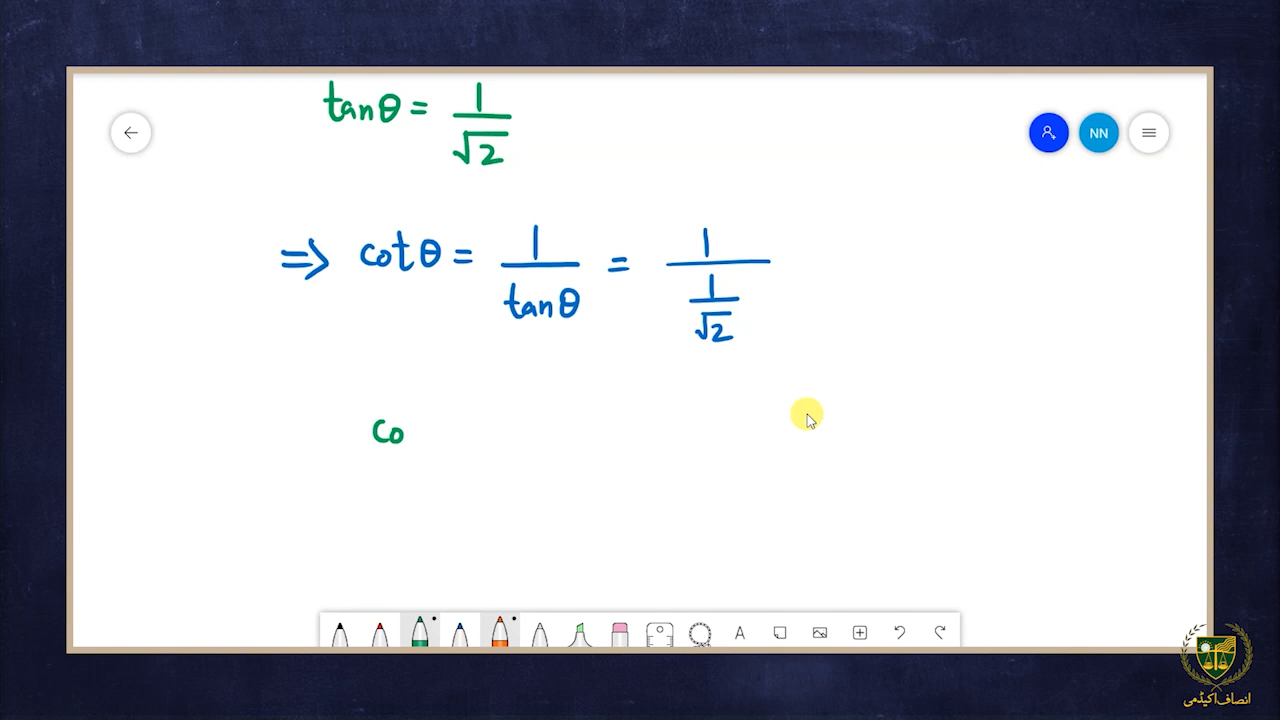 tanθ = 1/√2
NN
⇒ cotθ = 1/tanθ = 1/(1/√2)
co
A
انصاف اکیڈمی